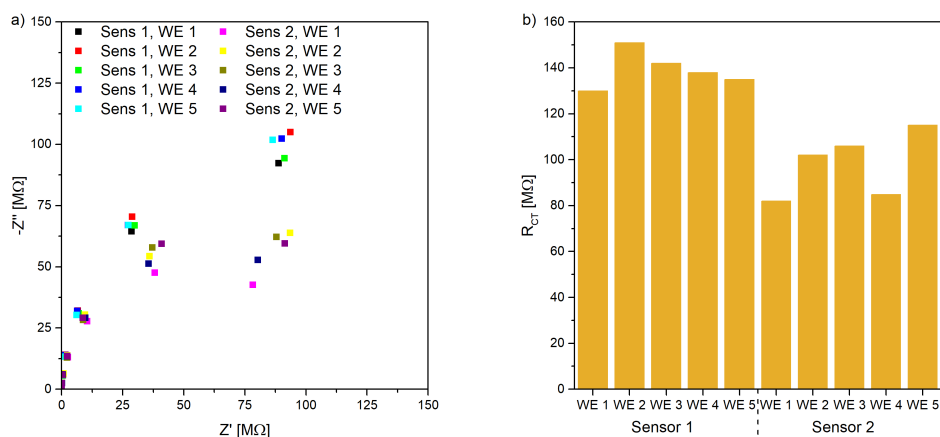 a)
150
125
100
75
50
25
0
-Z'' [MΩ]
Sens 1, WE 1
Sens 1, WE 2
Sens 1, WE 3
Sens 1, WE 4
Sens 1, WE 5
Sens 2, WE 1
Sens 2, WE 2
Sens 2, WE 3
Sens 2, WE 4
Sens 2, WE 5
0 25 50 75 100 125 150
Z' [MΩ]
b)
160
140
120
100
80
60
40
20
0
R_CT [MΩ]
WE 1 WE 2 WE 3 WE 4 WE 5 WE 1 WE 2 WE 3 WE 4 WE 5
Sensor 1 Sensor 2